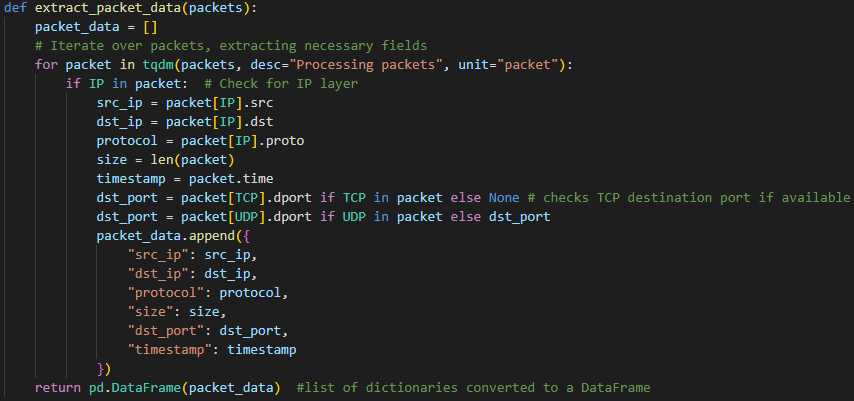 def extract_packet_data(packets):
    packet_data = []
    # Iterate over packets, extracting necessary fields
    for packet in tqdm(packets, desc="Processing packets", unit="packet"):
        if IP in packet:  # Check for IP layer
            src_ip = packet[IP].src
            dst_ip = packet[IP].dst
            protocol = packet[IP].proto
            size = len(packet)
            timestamp = packet.time
            dst_port = packet[TCP].dport if TCP in packet else None # checks TCP destination port if available
            dst_port = packet[UDP].dport if UDP in packet else dst_port
            packet_data.append({
                "src_ip": src_ip,
                "dst_ip": dst_ip,
                "protocol": protocol,
                "size": size,
                "dst_port": dst_port,
                "timestamp": timestamp
            })
    return pd.DataFrame(packet_data)  #list of dictionaries converted to a DataFrame